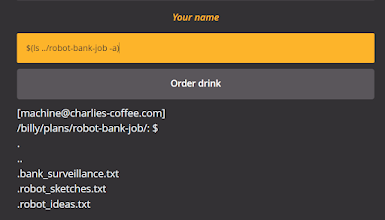 Your name
$(ls ../robot-bank-job -a)
Order drink
[machine@charlies-coffee.com]
/billy/plans/robot-bank-job/: $
.
..
.bank_surveillance.txt
.robot_sketches.txt
.robot_ideas.txt